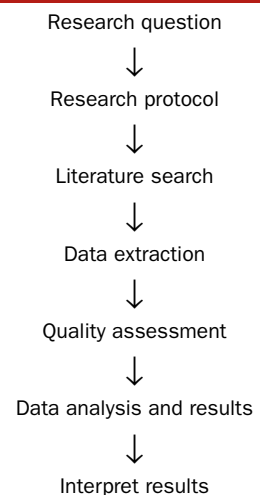 Research question
↓
Research protocol
↓
Literature search
↓
Data extraction
↓
Quality assessment
↓
Data analysis and results
↓
Interpret results